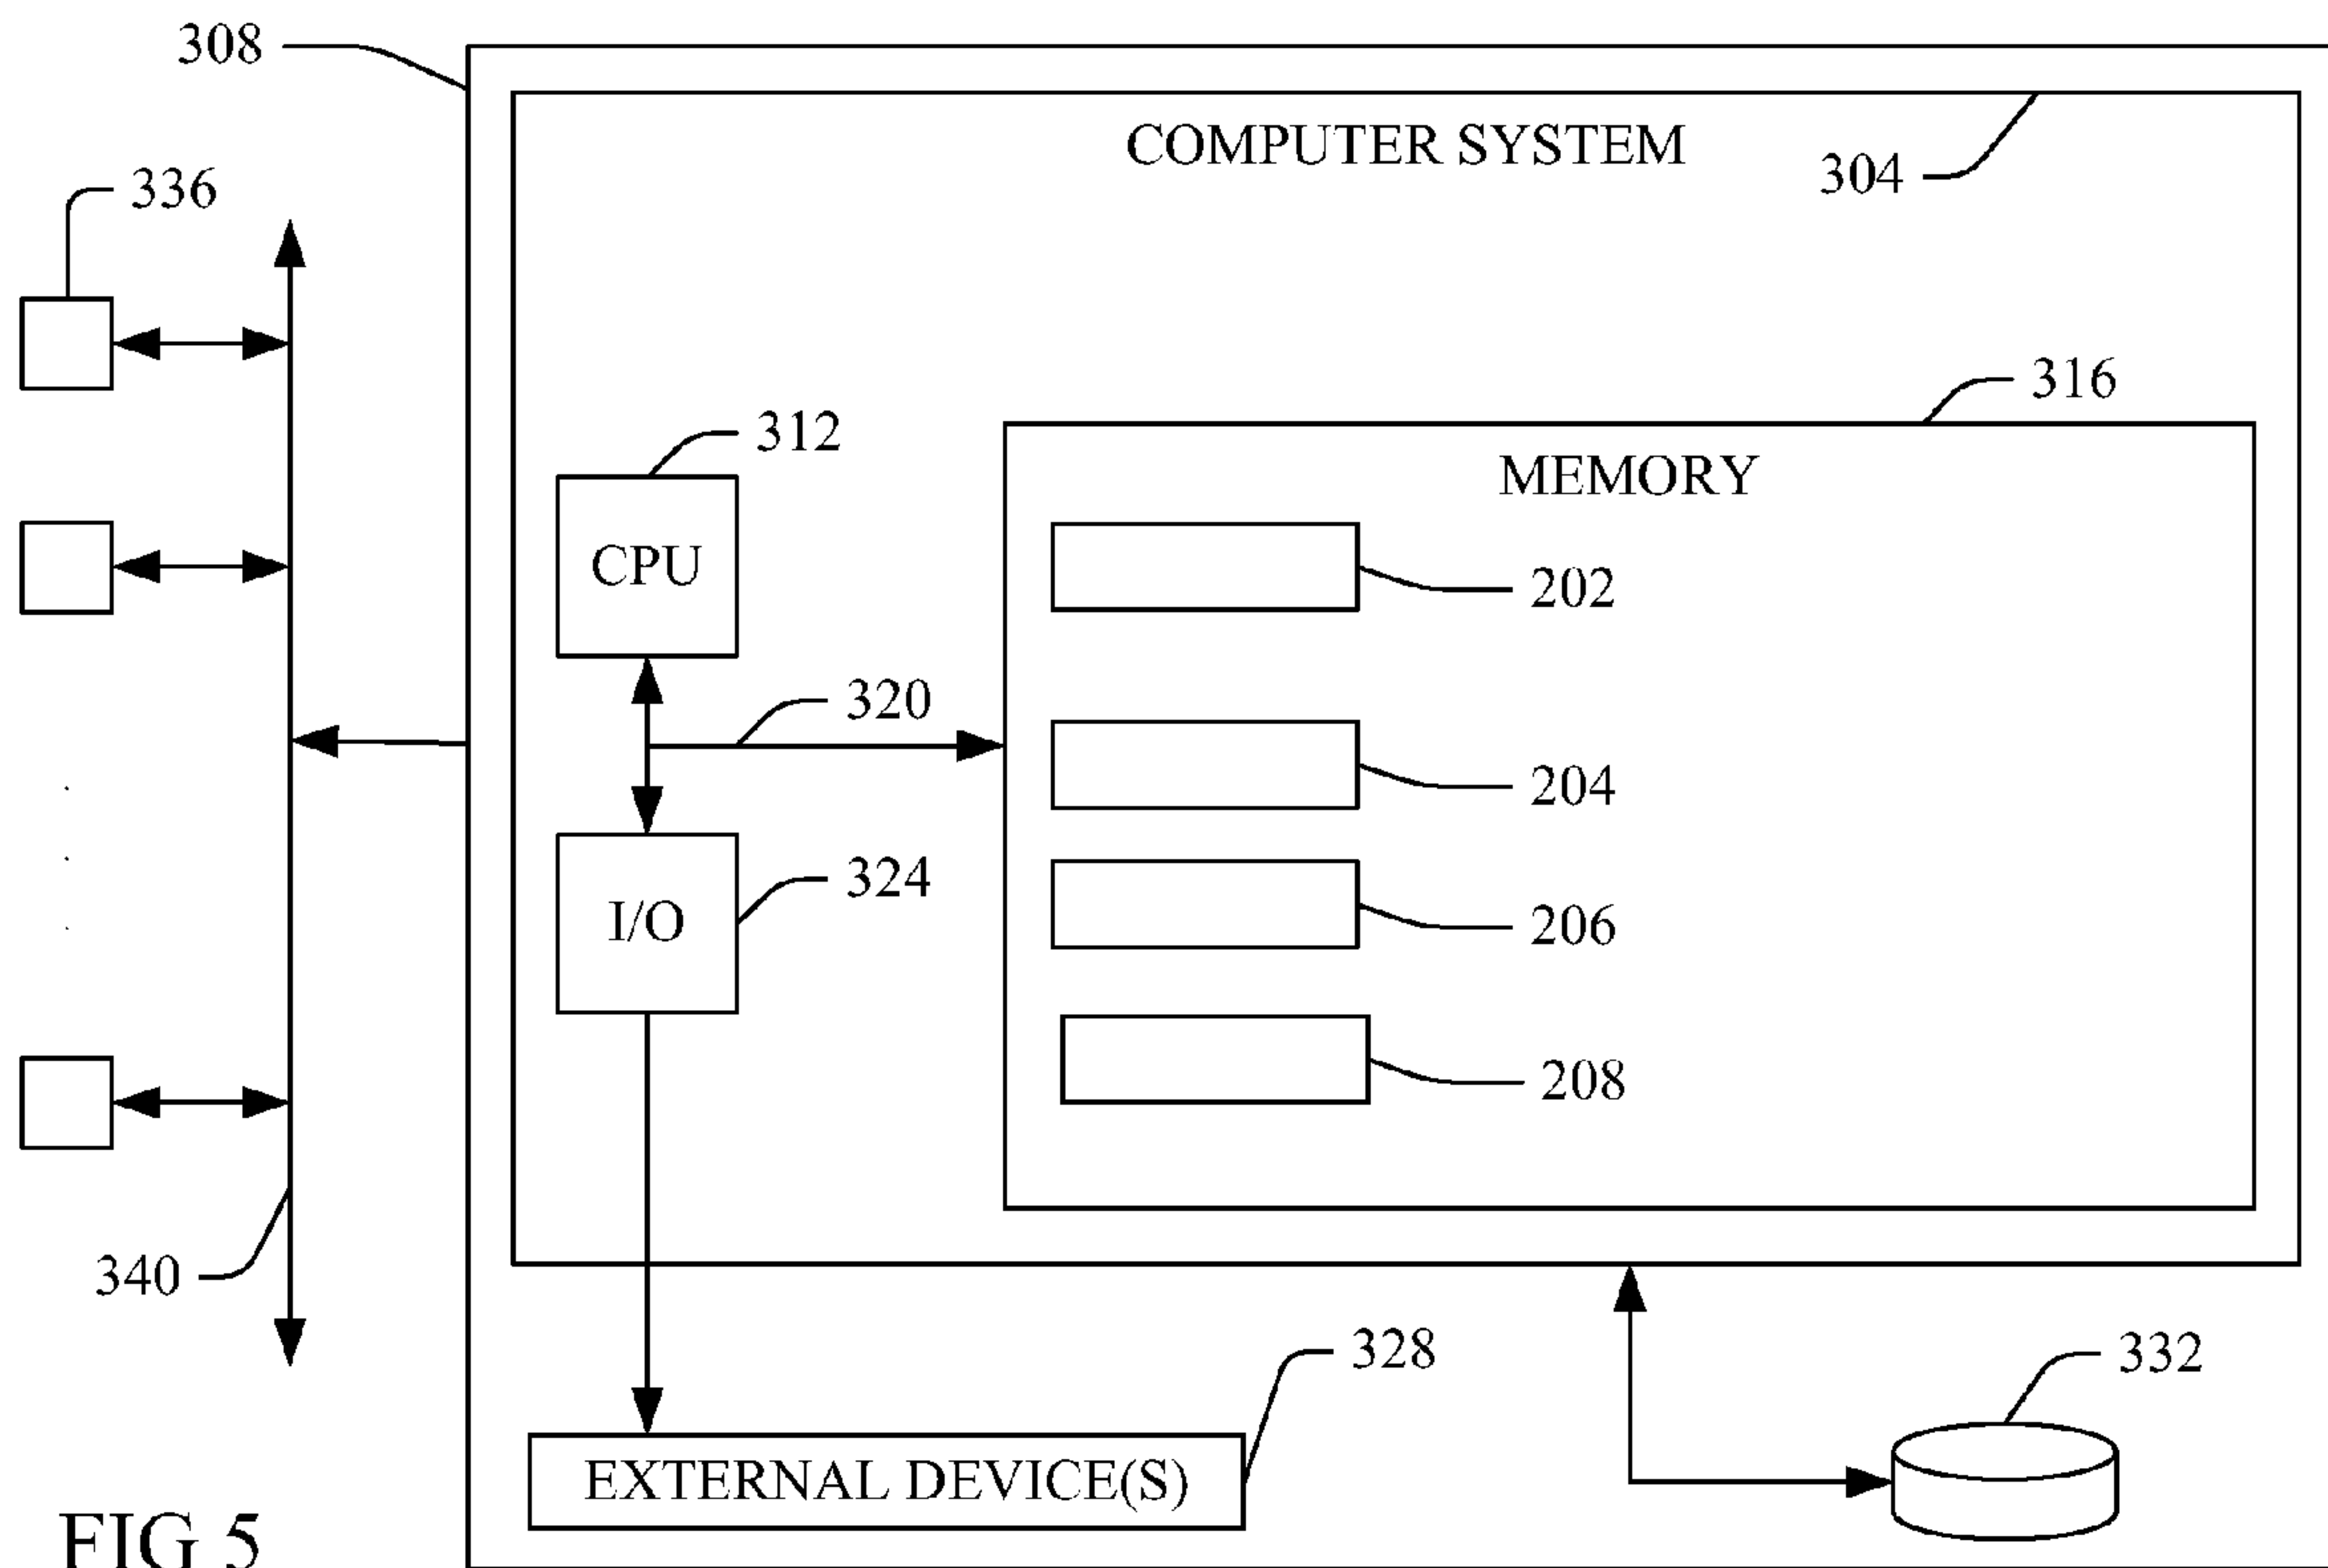 308
COMPUTER SYSTEM
304
336
316
312
MEMORY
CPU
202
320
204
324
I/O
206
208
340
328
332
EXTERNAL DEVICE(S)
FIG 5